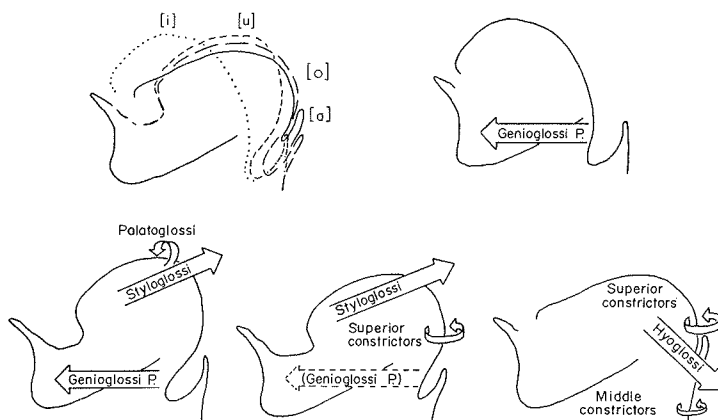 [i]
[u]
[o]
[a]
Genioglossi P.
Palatoglossi
Styloglossi
Genioglossi P.
Styloglossi
Superior
constrictors
(Genioglossi P.)
Superior
constrictors
Hyoglossi
Middle
constrictors